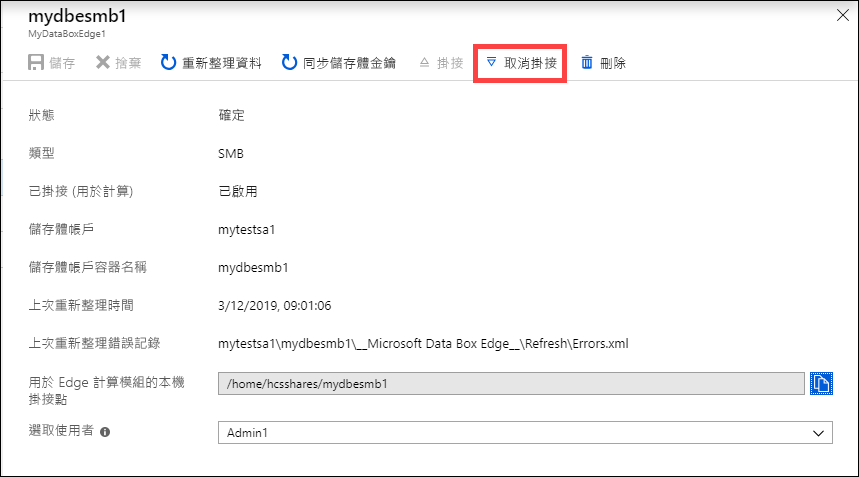 mydbesmb1
MyDataBoxEdge1
儲存 捨棄 重新整理資料 同步儲存體金鑰 掛接 取消掛接 刪除
狀態 確定
類型 SMB
已掛接 (用於計算) 已啟用
儲存體帳戶 mytestsa1
儲存體帳戶容器名稱 mydbesmb1
上次重新整理時間 3/12/2019, 09:01:06
上次重新整理錯誤記錄 mytestsa1\mydbesmb1\__Microsoft Data Box Edge__\Refresh\Errors.xml
用於 Edge 計算模組的本機
掛接點 /home/hcsshares/mydbesmb1
選取使用者 Admin1